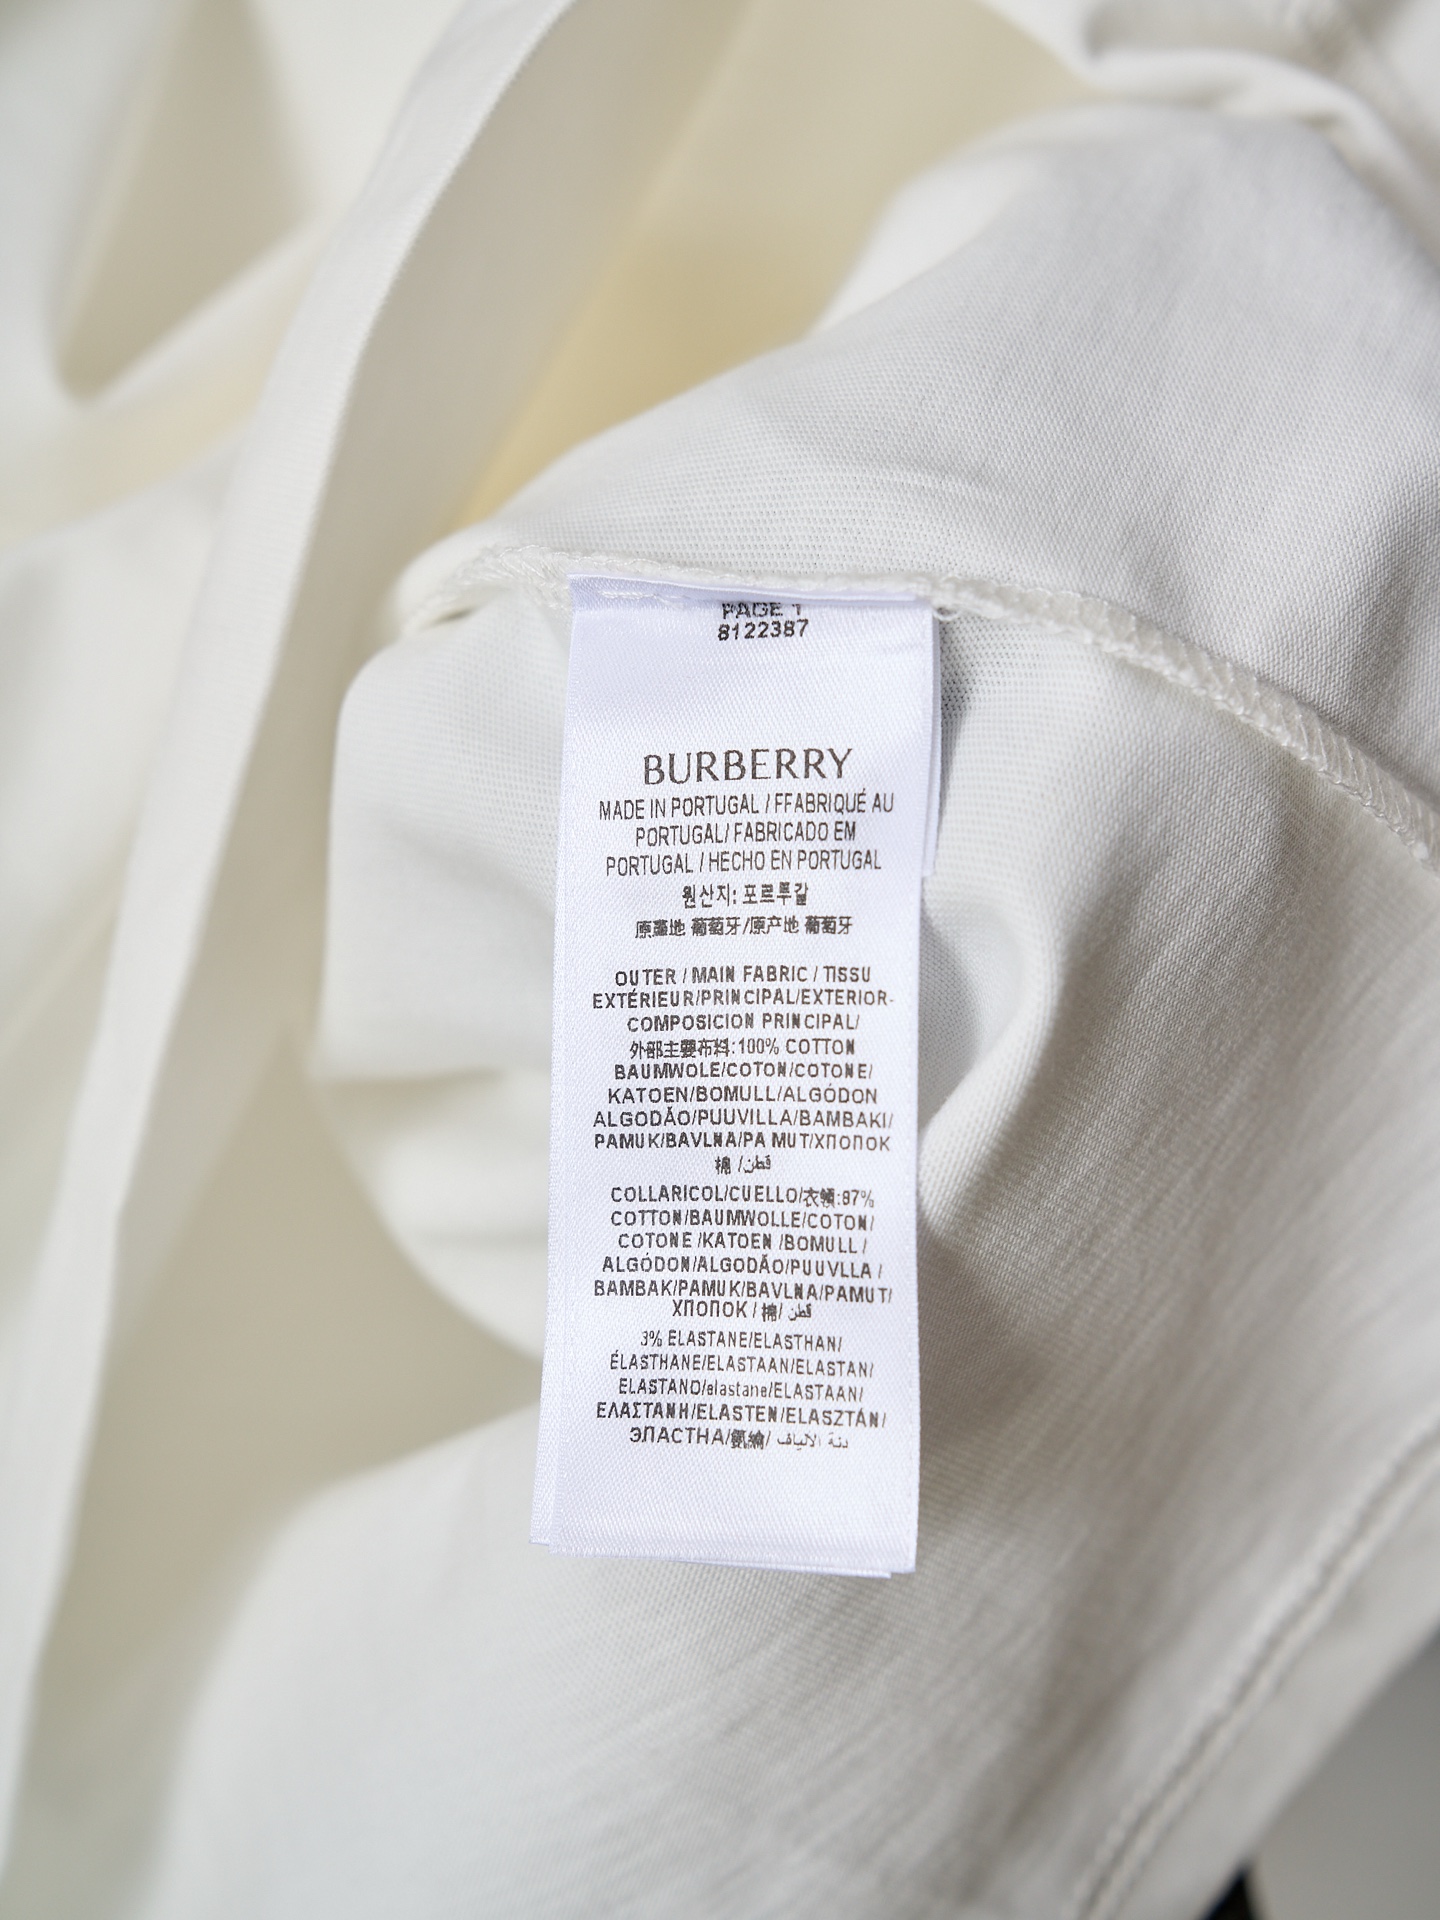 PAGE 1
8122387
BURBERRY
MADE IN PORTUGAL / FFABRIQUÉ AU
PORTUGAL/ FABRICADO EM
PORTUGAL / HECHO EN PORTUGAL
원산지: 포르투갈
原產地 葡萄牙/原产地 葡萄牙
OUTER / MAIN FABRIC / TISSU
EXTÉRIEUR/PRINCIPAL/EXTERIOR-
COMPOSICION PRINCIPAL/
外部主要布料:100% COTTON
BAUMWOLE/COTON/COTONE/
KATOEN/BOMULL/ALGÓDON
ALGODÃO/PUUVILLA/BAMBAKI/
PAMUK/BAVLNA/PA MUT/ХПОПОК
棉 /قطن
COLLARICOL/CUELLO/衣領:97%
COTTON/BAUMWOLLE/COTON/
COTONE /KATOEN /BOMULL /
ALGÓDON/ALGODÃO/PUUVLLA /
BAMBAK/PAMUK/BAVLNA/PAMUT/
ХПОПОК / 棉/ قطن
3% ELASTANE/ELASTHAN/
ÉLASTHANE/ELASTAAN/ELASTAN/
ELASTANO/elastane/ELASTAAN/
ΕΛΑΣΤΑΝΗ/ELASTEN/ELASZTÁN/
ЭПАСТНА/氨綸/ الألياف